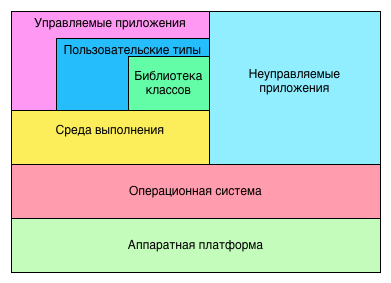 Управляемые приложения
Пользовательские типы
Библиотека
классов
Неуправляемые
приложения
Среда выполнения
Операционная система
Аппаратная платформа